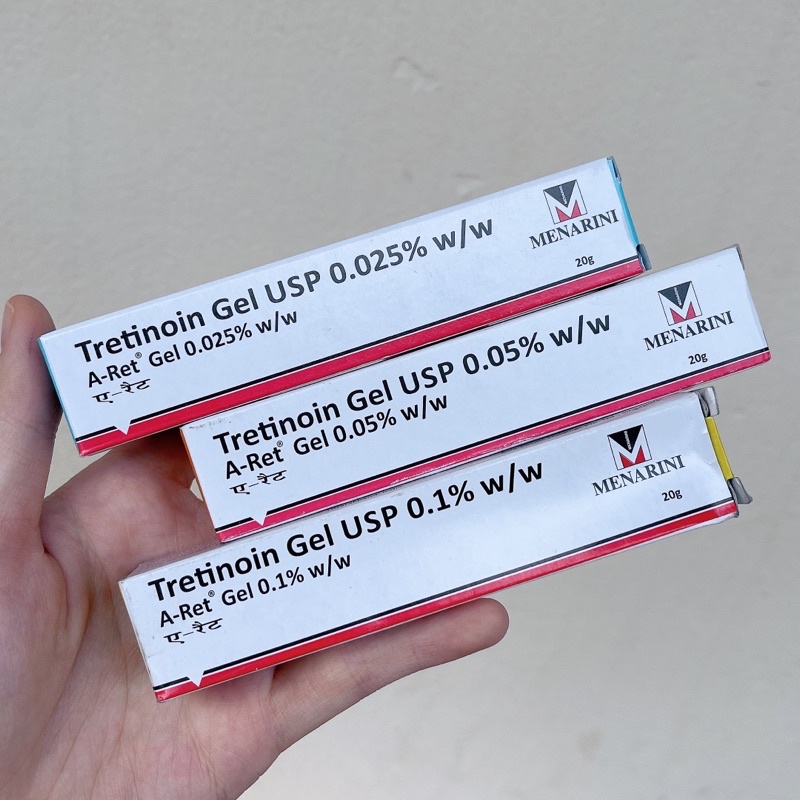 Tretinoin Gel USP 0.025% w/w
A-Ret® Gel 0.025% w/w
ए-रैट
MENARINI
20g
Tretinoin Gel USP 0.05% w/w
A-Ret® Gel 0.05% w/w
ए-रैट
MENARINI
20g
Tretinoin Gel USP 0.1% w/w
A-Ret® Gel 0.1% w/w
ए-रैट
MENARINI
20g